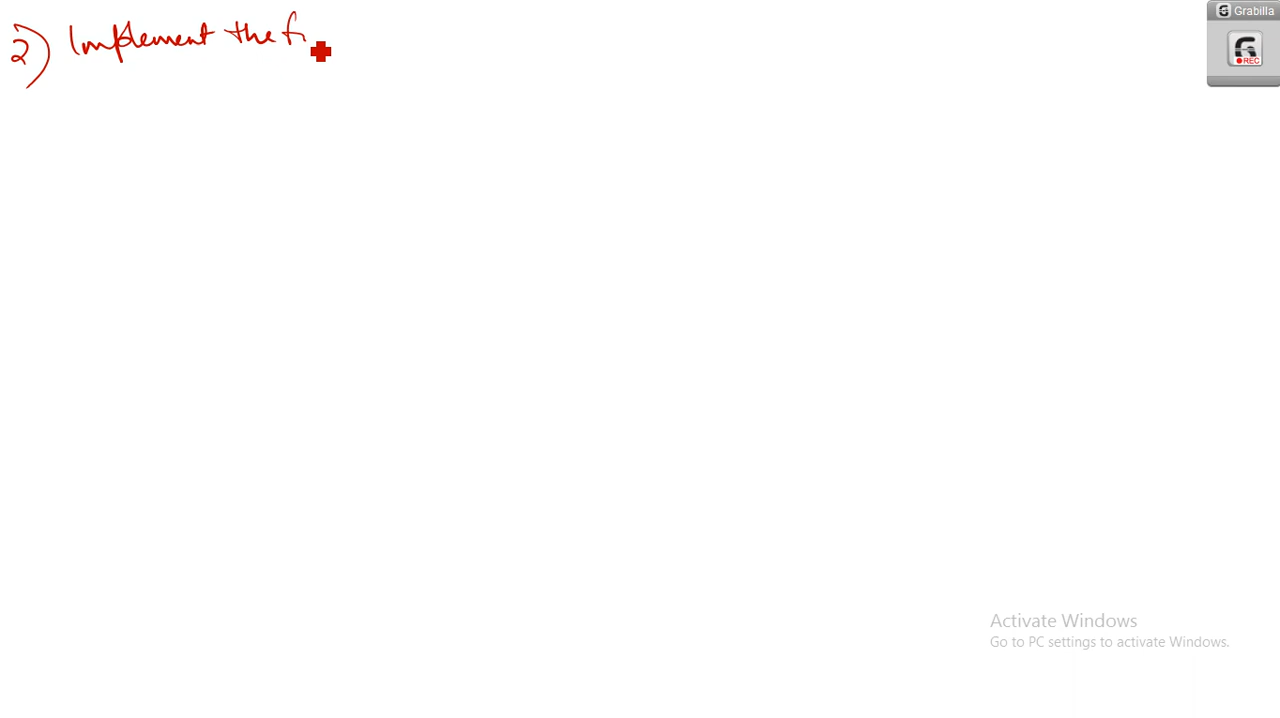 2) Implement the f
Grabilla
REC
Activate Windows
Go to PC settings to activate Windows.